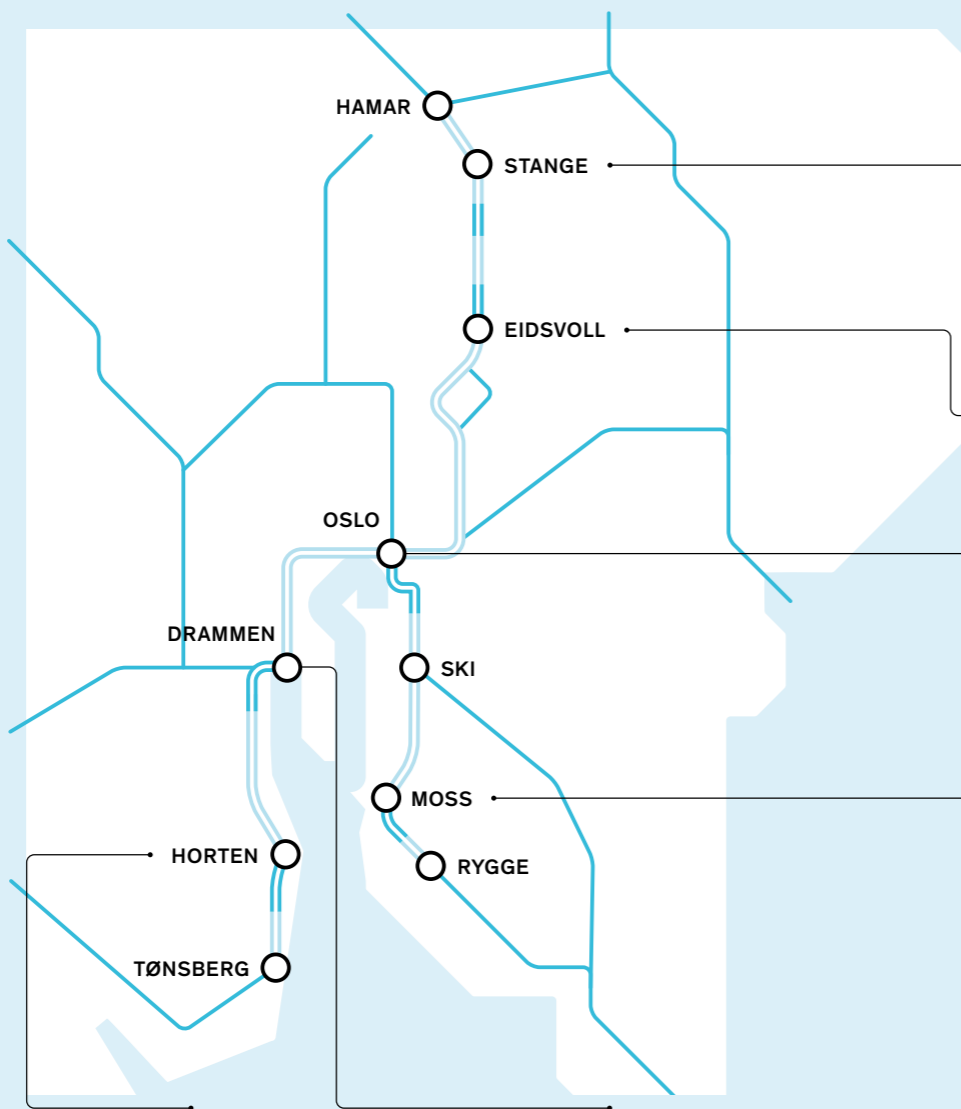 HAMAR
STANGE
EIDSVOLL
OSLO
DRAMMEN
SKI
MOSS
HORTEN
RYGGE
TØNSBERG